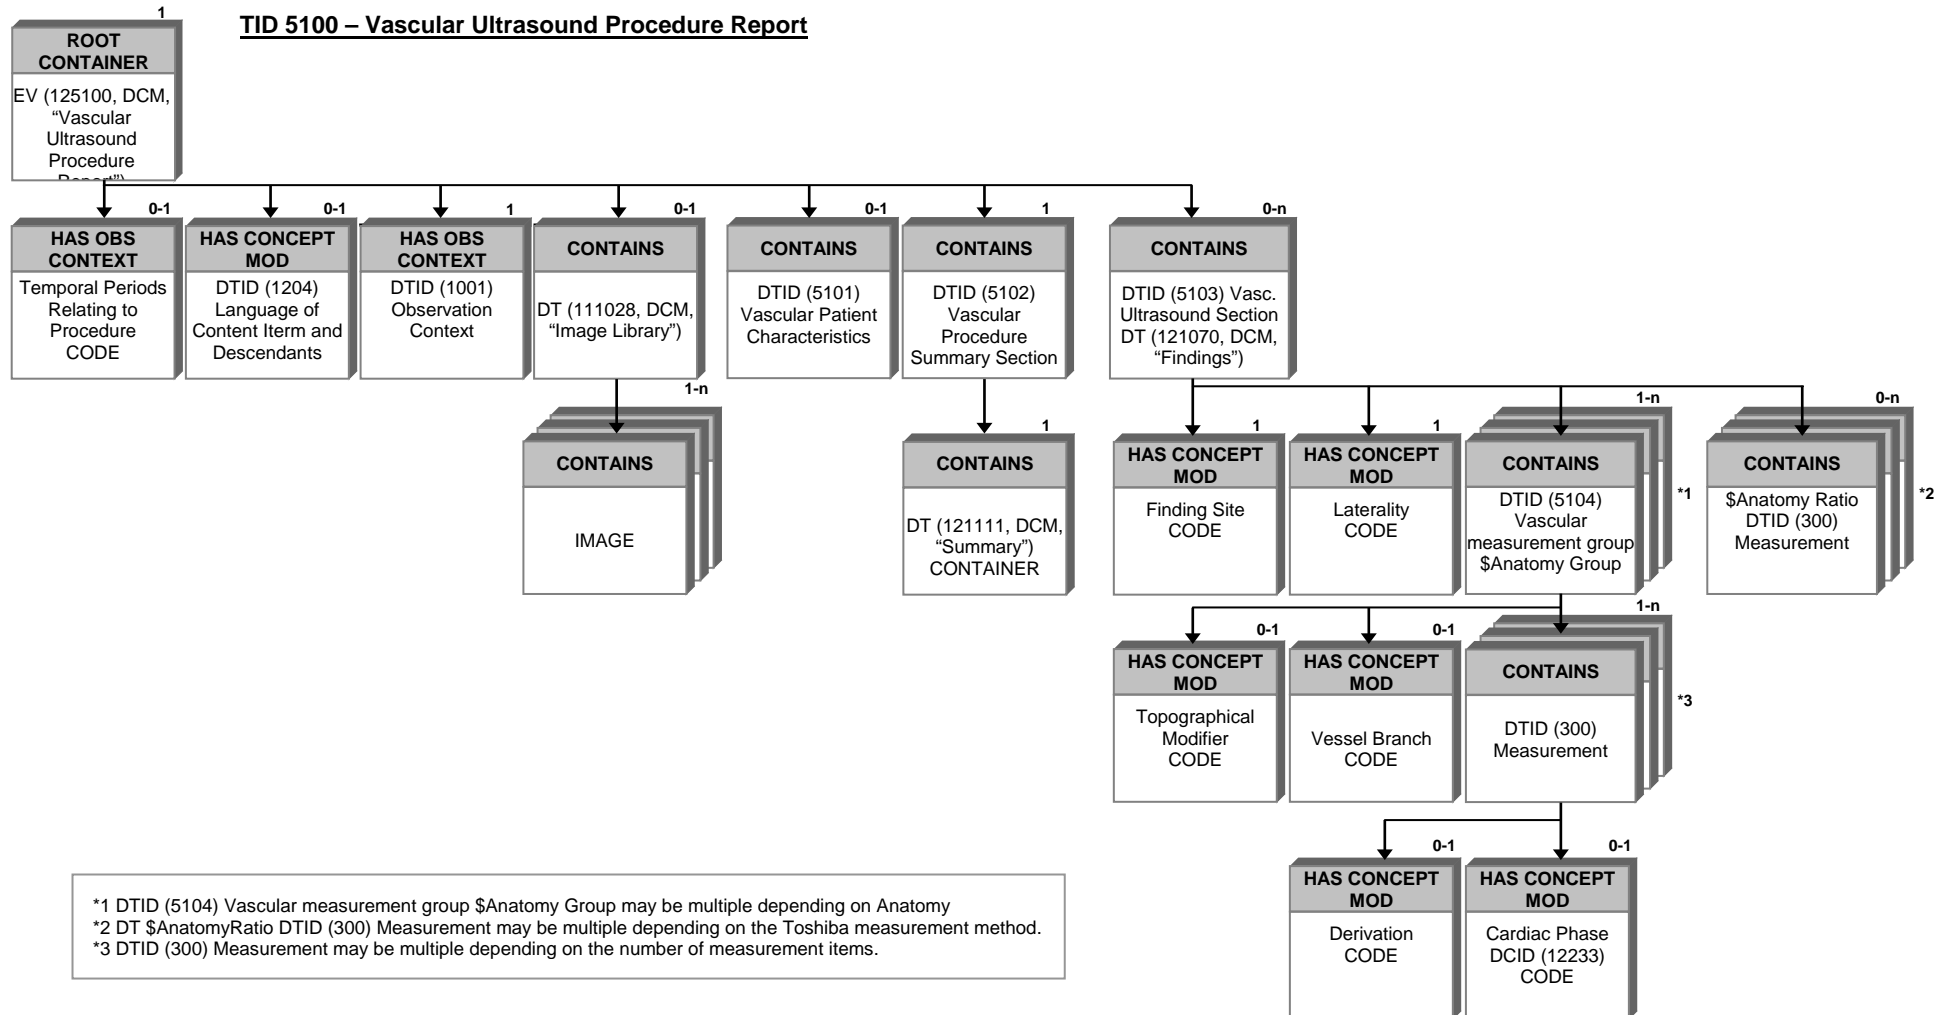 TID 5100 – Vascular Ultrasound Procedure Report
1
ROOT
CONTAINER
EV (125100, DCM,
“Vascular
Ultrasound
Procedure
Report”)
0-1
HAS OBS
CONTEXT
Temporal Periods
Relating to
Procedure
CODE
0-1
HAS CONCEPT
MOD
DTID (1204)
Language of
Content Iterm and
Descendants
1
HAS OBS
CONTEXT
DTID (1001)
Observation
Context
0-1
CONTAINS
DT (111028, DCM,
“Image Library”)
0-1
CONTAINS
DTID (5101)
Vascular Patient
Characteristics
1
CONTAINS
DTID (5102)
Vascular
Procedure
Summary Section
0-n
CONTAINS
DTID (5103) Vasc.
Ultrasound Section
DT (121070, DCM,
“Findings”)
1-n
CONTAINS
IMAGE
1
CONTAINS
DT (121111, DCM,
“Summary”)
CONTAINER
1
HAS CONCEPT
MOD
Finding Site
CODE
1
HAS CONCEPT
MOD
Laterality
CODE
1-n
CONTAINS
DTID (5104)
Vascular
measurement group
$Anatomy Group
*1
0-n
CONTAINS
$Anatomy Ratio
DTID (300)
Measurement
*2
0-1
HAS CONCEPT
MOD
Topographical
Modifier
CODE
0-1
HAS CONCEPT
MOD
Vessel Branch
CODE
1-n
CONTAINS
DTID (300)
Measurement
*3
0-1
HAS CONCEPT
MOD
Derivation
CODE
0-1
HAS CONCEPT
MOD
Cardiac Phase
DCID (12233)
CODE
*1 DTID (5104) Vascular measurement group $Anatomy Group may be multiple depending on Anatomy
*2 DT $AnatomyRatio DTID (300) Measurement may be multiple depending on the Toshiba measurement method.
*3 DTID (300) Measurement may be multiple depending on the number of measurement items.